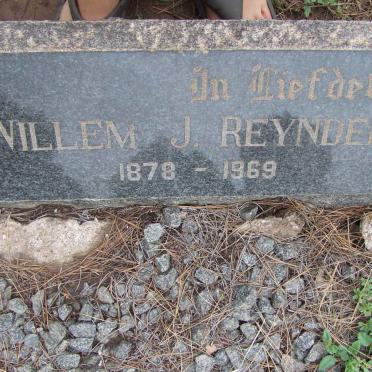 In Liefde
WILLEM J. REYNDE
1878 - 1969